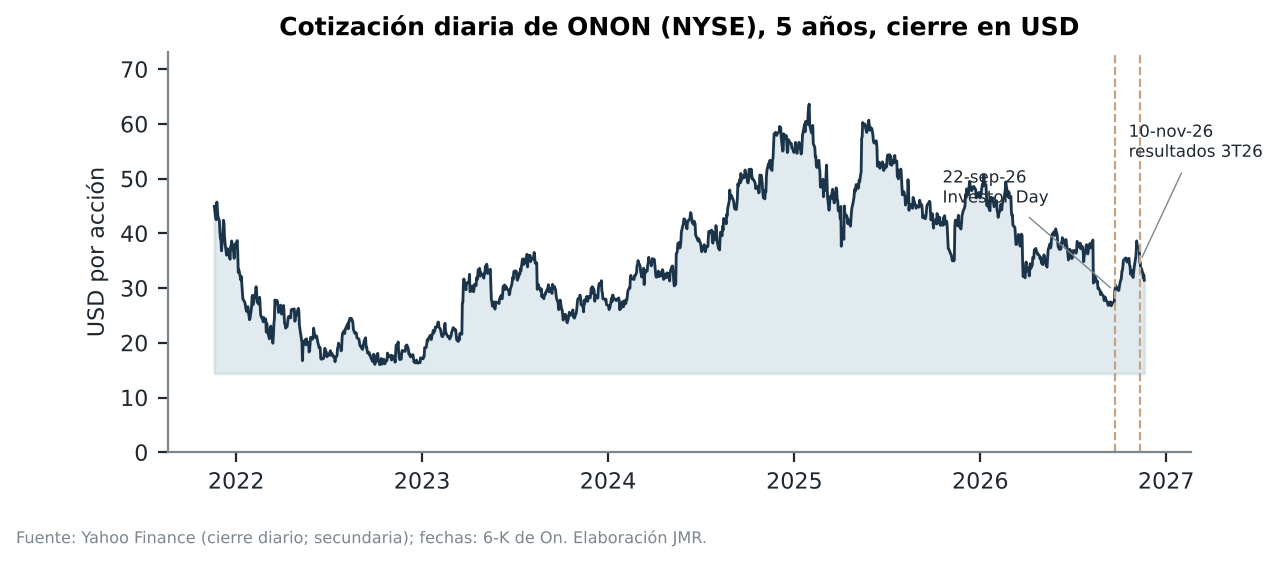 Cotización diaria de ONON (NYSE), 5 años, cierre en USD
USD por acción
70
60
50
40
30
20
10
0
22-sep-26
Investor Day
10-nov-26
resultados 3T26
2022
2023
2024
2025
2026
2027
Fuente: Yahoo Finance (cierre diario; secundaria); fechas: 6-K de On. Elaboración JMR.